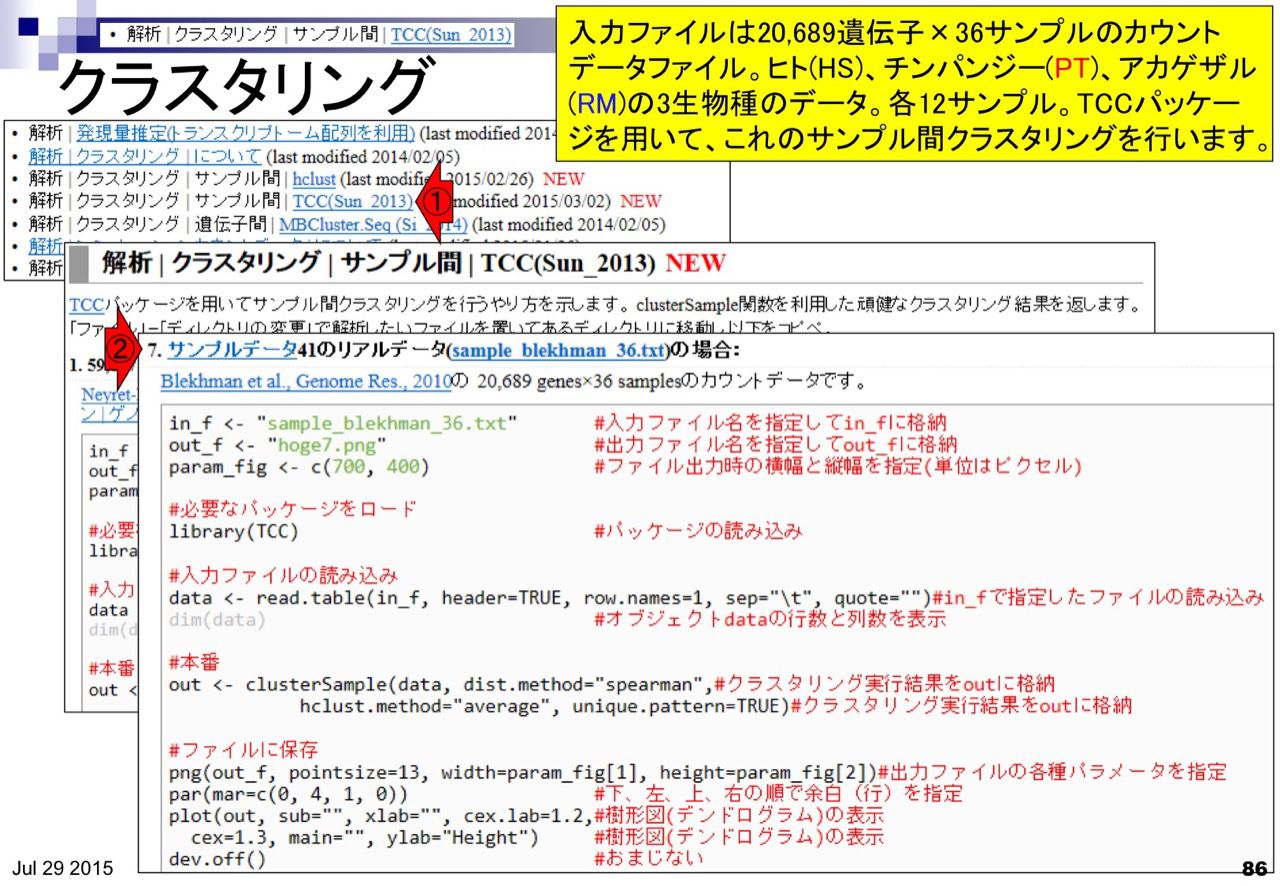 • 解析 | クラスタリング | サンプル間 | TCC(Sun_2013)
クラスタリング
入力ファイルは20,689遺伝子×36サンプルのカウント
データファイル。ヒト(HS)、チンパンジー(PT)、アカゲザル
(RM)の3生物種のデータ。各12サンプル。TCCパッケー
ジを用いて、これのサンプル間クラスタリングを行います。
• 解析 | 発現量推定(トランスクリプトーム配列を利用) (last modified 2014
• 解析 | クラスタリング | について (last modified 2014/02/05)
• 解析 | クラスタリング | サンプル間 | hclust (last modifie 2015/02/26) NEW
• 解析 | クラスタリング | サンプル間 | TCC(Sun_2013) ① modified 2015/03/02) NEW
• 解析 | クラスタリング | 遺伝子間 | MBCluster.Seq (Si 2014) (last modified 2014/02/05)
• 解析
• 解析
解析 | クラスタリング | サンプル間 | TCC(Sun_2013) NEW
TCCパッケージを用いてサンプル間クラスタリングを行うやり方を示します。clusterSample関数を利用した頑健なクラスタリング結果を返します。
「ファイル」-「ディレクトリの変更」で解析したいファイルを置いてあるディレクトリに移動し以下をコピペ。
②
7. サンプルデータ41のリアルデータ(sample_blekhman_36.txt)の場合:
1. 59,
Blekhman et al., Genome Res., 2010の 20,689 genes×36 samplesのカウントデータです。
Neyret-
ン | ゲノ
in_f
out_f
param
#必要
libra
#入力
data
dim(d
#本番
out <
in_f <- "sample_blekhman_36.txt" #入力ファイル名を指定してin_fに格納
out_f <- "hoge7.png" #出力ファイル名を指定してout_fに格納
param_fig <- c(700, 400) #ファイル出力時の横幅と縦幅を指定(単位はピクセル)
#必要なパッケージをロード
library(TCC) #パッケージの読み込み
#入力ファイルの読み込み
data <- read.table(in_f, header=TRUE, row.names=1, sep="\t", quote="")#in_fで指定したファイルの読み込み
dim(data) #オブジェクトdataの行数と列数を表示
#本番
out <- clusterSample(data, dist.method="spearman",#クラスタリング実行結果をoutに格納
hclust.method="average", unique.pattern=TRUE)#クラスタリング実行結果をoutに格納
#ファイルに保存
png(out_f, pointsize=13, width=param_fig[1], height=param_fig[2])#出力ファイルの各種パラメータを指定
par(mar=c(0, 4, 1, 0)) #下、左、上、右の順で余白（行）を指定
plot(out, sub="", xlab="", cex.lab=1.2,#樹形図(デンドログラム)の表示
cex=1.3, main="", ylab="Height") #樹形図(デンドログラム)の表示
dev.off() #おまじない
Jul 29 2015
86